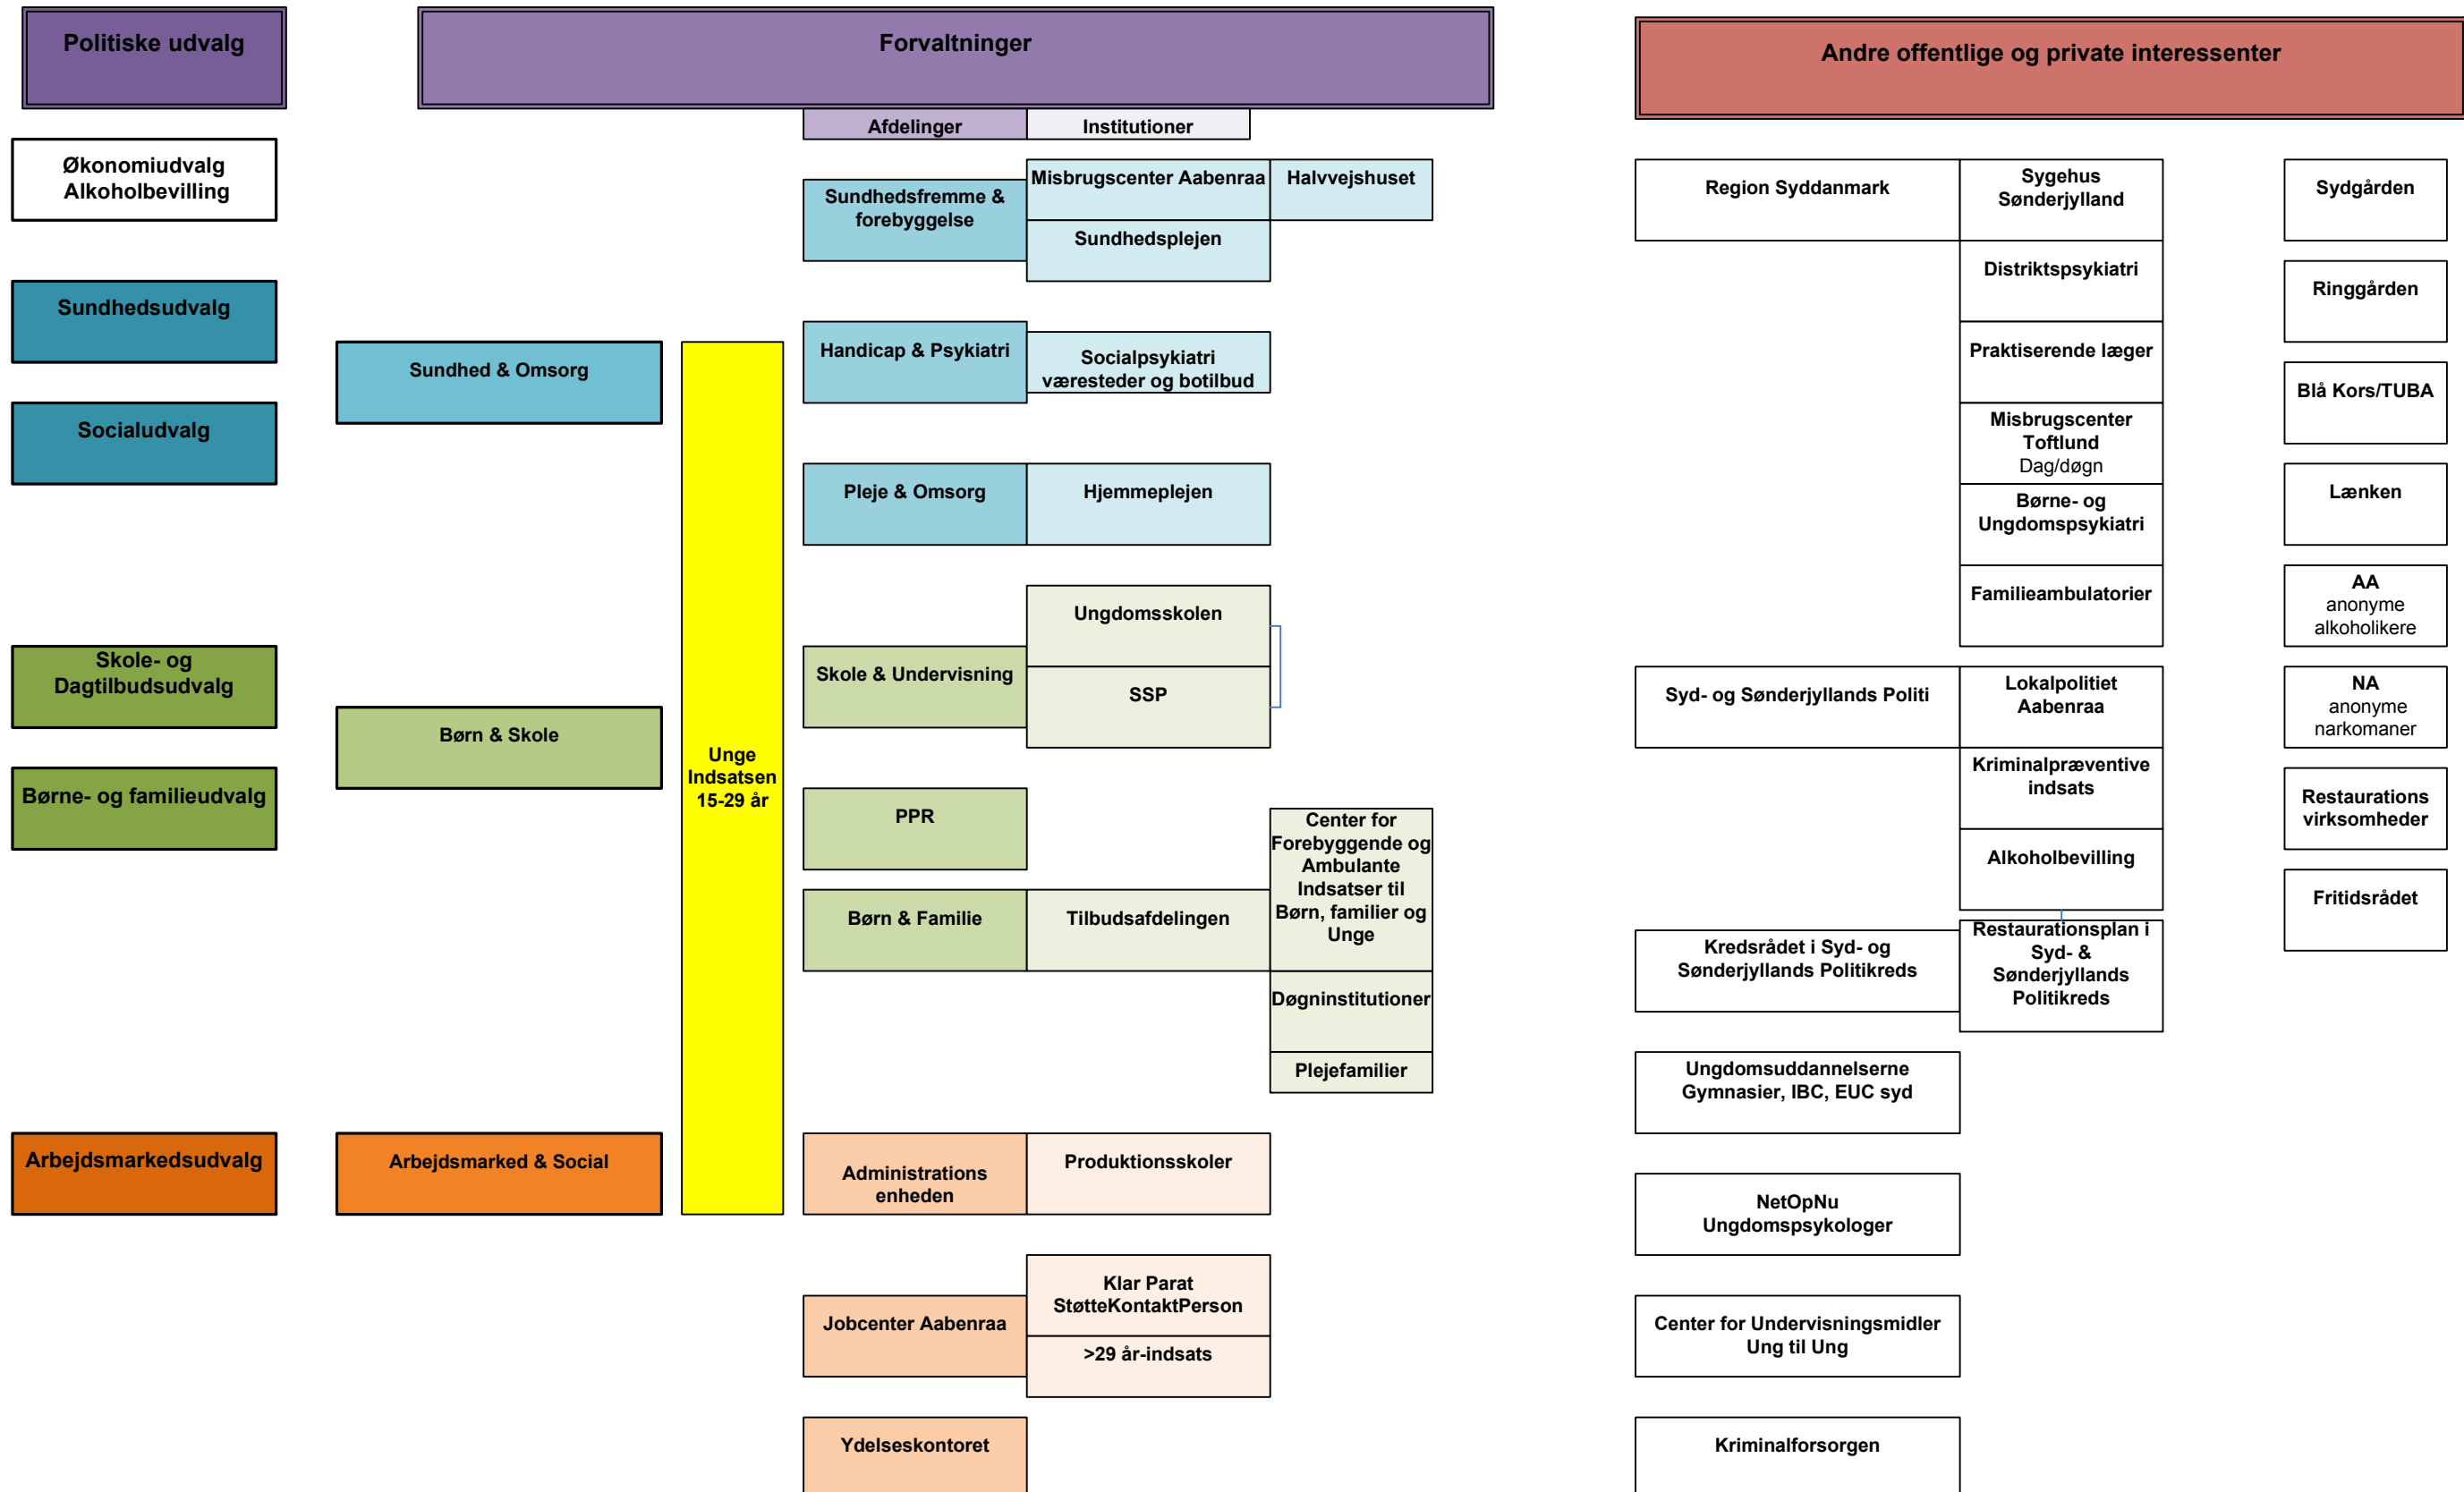 Politiske udvalg
Forvaltninger
Andre offentlige og private interessenter
Afdelinger
Institutioner
Økonomiudvalg
Alkoholbevilling
Sundhedsudvalg
Socialudvalg
Skole- og
Dagtilbudsudvalg
Børne- og familieudvalg
Arbejdsmarkedsudvalg
Sundhed & Omsorg
Børn & Skole
Arbejdsmarked & Social
Unge
Indsatsen
15-29 år
Sundhedsfremme &
forebyggelse
Misbrugscenter Aabenraa
Halvvejshuset
Sundhedsplejen
Handicap & Psykiatri
Socialpsykiatri
væresteder og botilbud
Pleje & Omsorg
Hjemmeplejen
Skole & Undervisning
Ungdomsskolen
SSP
PPR
Børn & Familie
Tilbudsafdelingen
Center for
Forebyggende og
Ambulante
Indsatser til
Børn, familier og
Unge
Døgninstitutioner
Plejefamilier
Administrations
enheden
Produktionsskoler
Jobcenter Aabenraa
Klar Parat
StøtteKontaktPerson
>29 år-indsats
Ydelseskontoret
Region Syddanmark
Sygehus
Sønderjylland
Distriktspsykiatri
Praktiserende læger
Misbrugscenter
Toftlund
Dag/døgn
Børne- og
Ungdomspsykiatri
Familieambulatorier
Syd- og Sønderjyllands Politi
Lokalpolitiet
Aabenraa
Kriminalpræventive
indsats
Alkoholbevilling
Kredsrådet i Syd- og
Sønderjyllands Politikreds
Restaurationsplan i
Syd- &
Sønderjyllands
Politikreds
Ungdomsuddannelserne
Gymnasier, IBC, EUC syd
NetOpNu
Ungdomspsykologer
Center for Undervisningsmidler
Ung til Ung
Kriminalforsorgen
Sydgården
Ringgården
Blå Kors/TUBA
Lænken
AA
anonyme
alkoholikere
NA
anonyme
narkomaner
Restaurations
virksomheder
Fritidsrådet